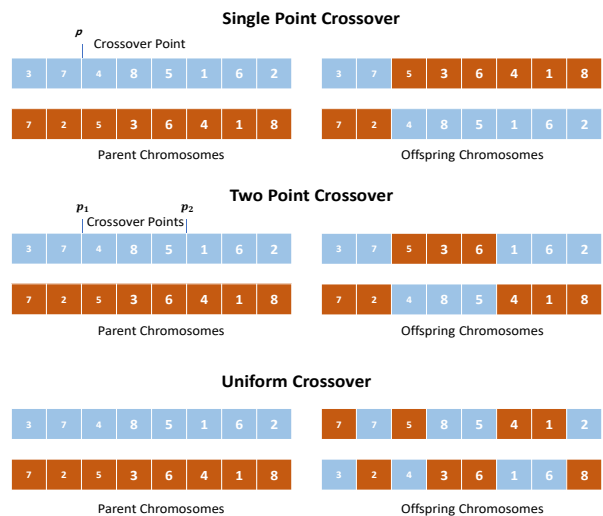 Single Point Crossover
p
Crossover Point
3 7 4 8 5 1 6 2
3 7 5 3 6 4 1 8
7 2 5 3 6 4 1 8
7 2 4 8 5 1 6 2
Parent Chromosomes
Offspring Chromosomes
Two Point Crossover
p₁ p₂
Crossover Points
3 7 4 8 5 1 6 2
3 7 5 3 6 1 6 2
7 2 5 3 6 4 1 8
7 2 4 8 5 4 1 8
Parent Chromosomes
Offspring Chromosomes
Uniform Crossover
3 7 4 8 5 1 6 2
7 7 5 8 5 4 1 2
7 2 5 3 6 4 1 8
3 2 4 3 6 1 6 8
Parent Chromosomes
Offspring Chromosomes